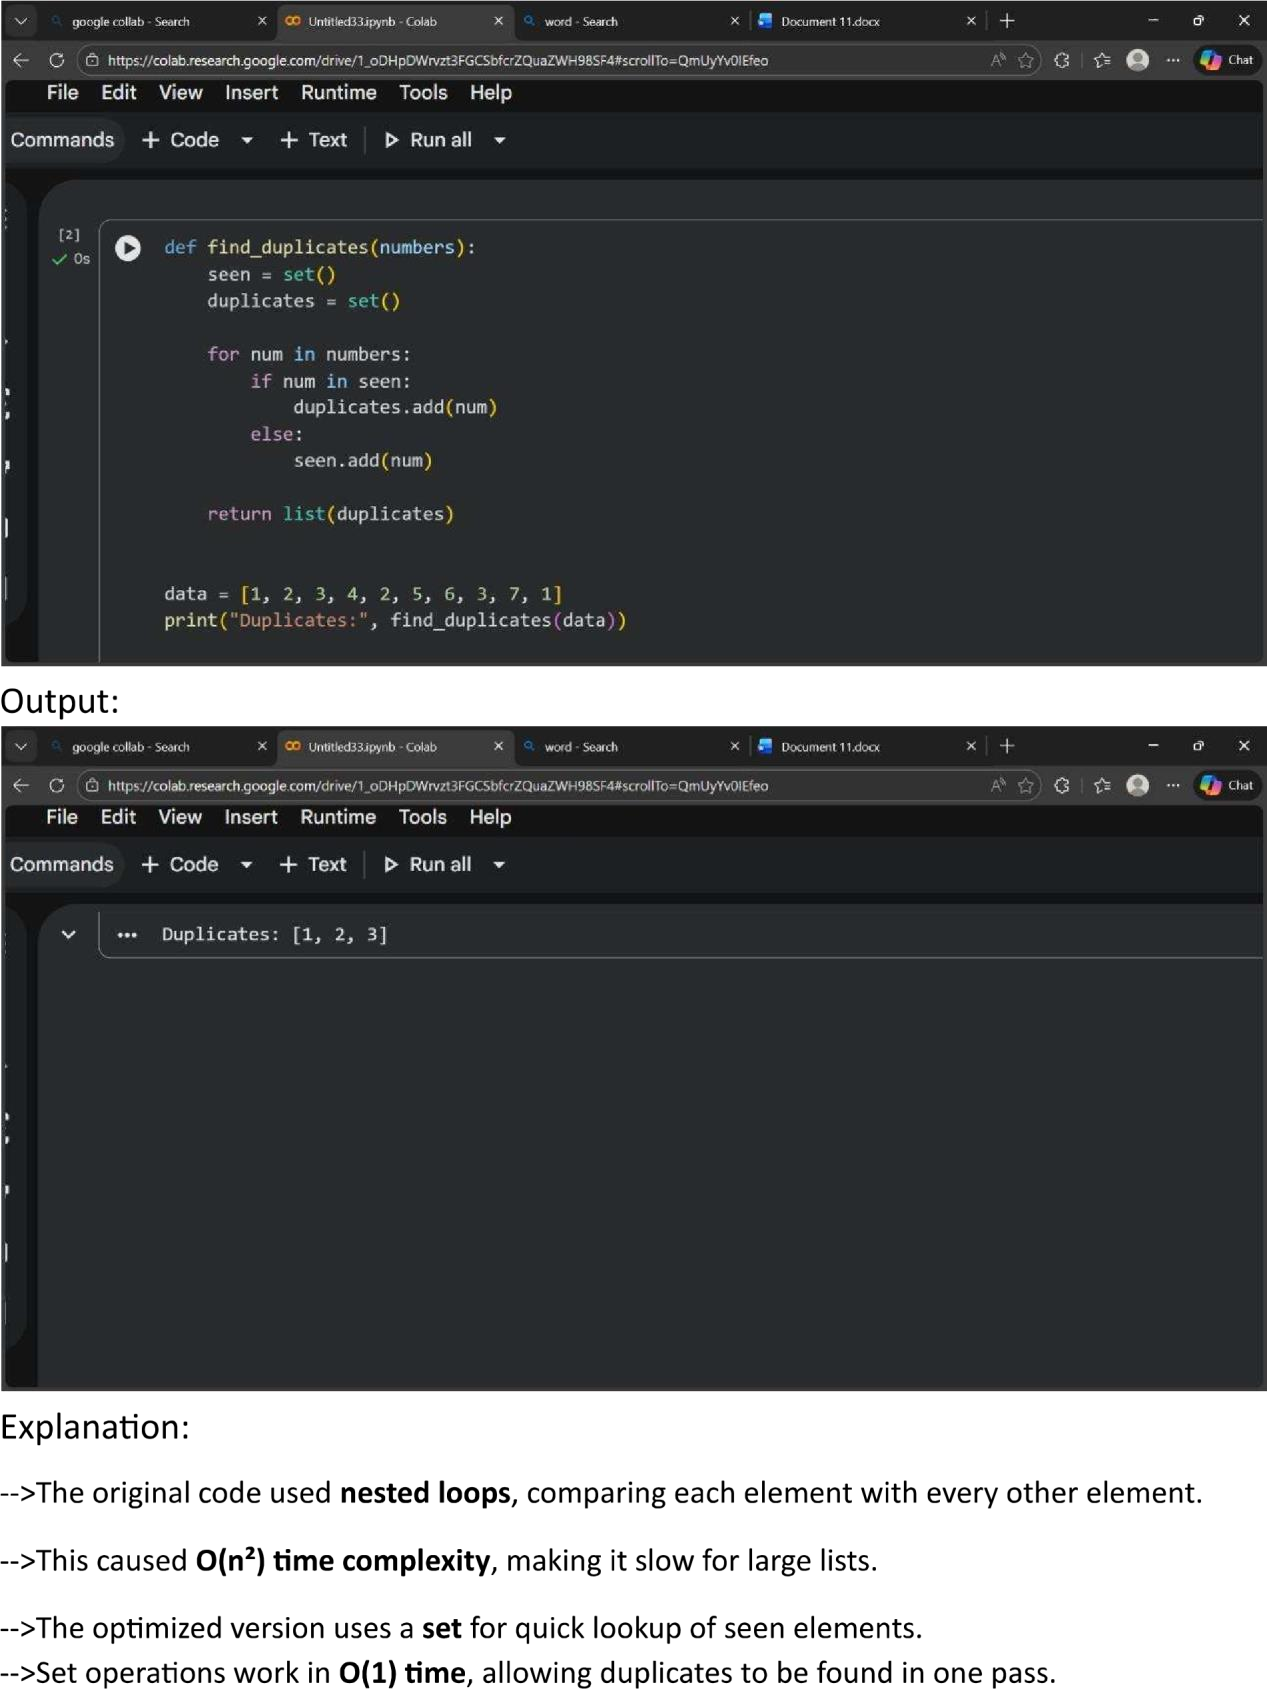 google collab - Search Untitled33.ipynb - Colab word - Search Document 11.docx
https://colab.research.google.com/drive/1_oDHpDWrvzt3FGCSbfcrZQuaZWH98SF4#scrollTo=QmUyYv0IEfeo Chat
File Edit View Insert Runtime Tools Help
Commands + Code + Text Run all
[2]
0s
def find_duplicates(numbers):
    seen = set()
    duplicates = set()
    for num in numbers:
        if num in seen:
            duplicates.add(num)
        else:
            seen.add(num)
    return list(duplicates)
data = [1, 2, 3, 4, 2, 5, 6, 3, 7, 1]
print("Duplicates:", find_duplicates(data))
Output:
google collab - Search Untitled33.ipynb - Colab word - Search Document 11.docx
https://colab.research.google.com/drive/1_oDHpDWrvzt3FGCSbfcrZQuaZWH98SF4#scrollTo=QmUyYv0IEfeo Chat
File Edit View Insert Runtime Tools Help
Commands + Code + Text Run all
... Duplicates: [1, 2, 3]
Explanation:
-->The original code used nested loops, comparing each element with every other element.
-->This caused O(n²) time complexity, making it slow for large lists.
-->The optimized version uses a set for quick lookup of seen elements.
-->Set operations work in O(1) time, allowing duplicates to be found in one pass.